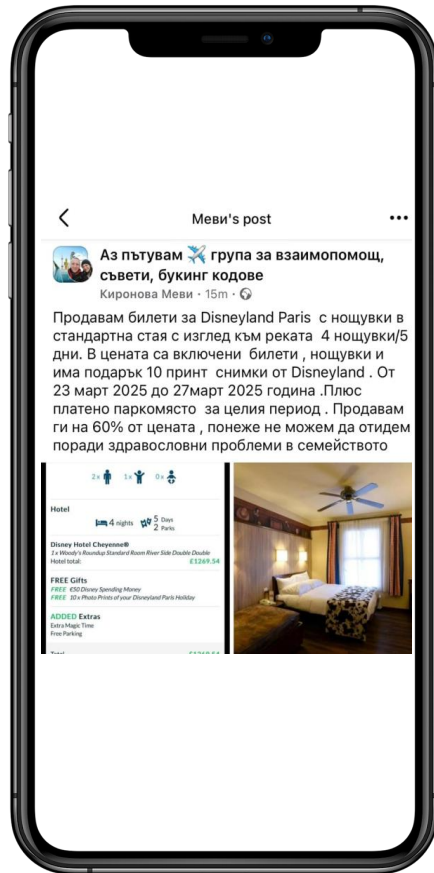 Меви's post
Аз пътувам ✈️ група за взаимопомощ,
съвети, букинг кодове
Киронова Меви · 15m ·
Продавам билети за Disneyland Paris с нощувки в
стандартна стая с изглед към реката 4 нощувки/5
дни. В цената са включени билети , нощувки и
има подарък 10 принт снимки от Disneyland . От
23 март 2025 до 27март 2025 година .Плюс
платено паркомясто за целия период . Продавам
ги на 60% от цената , понеже не можем да отидем
поради здравословни проблеми в семейството
2x 1x 0x
Hotel
4 nights 5 Days
2 Parks
Disney Hotel Cheyenne®
1 x Woody's Roundup Standard Room River Side Double Double
Hotel total: £1269.54
FREE Gifts
FREE €50 Disney Spending Money
FREE 10 x Photo Prints of your Disneyland Paris Holiday
ADDED Extras
Extra Magic Time
Free Parking
Total £1269.54